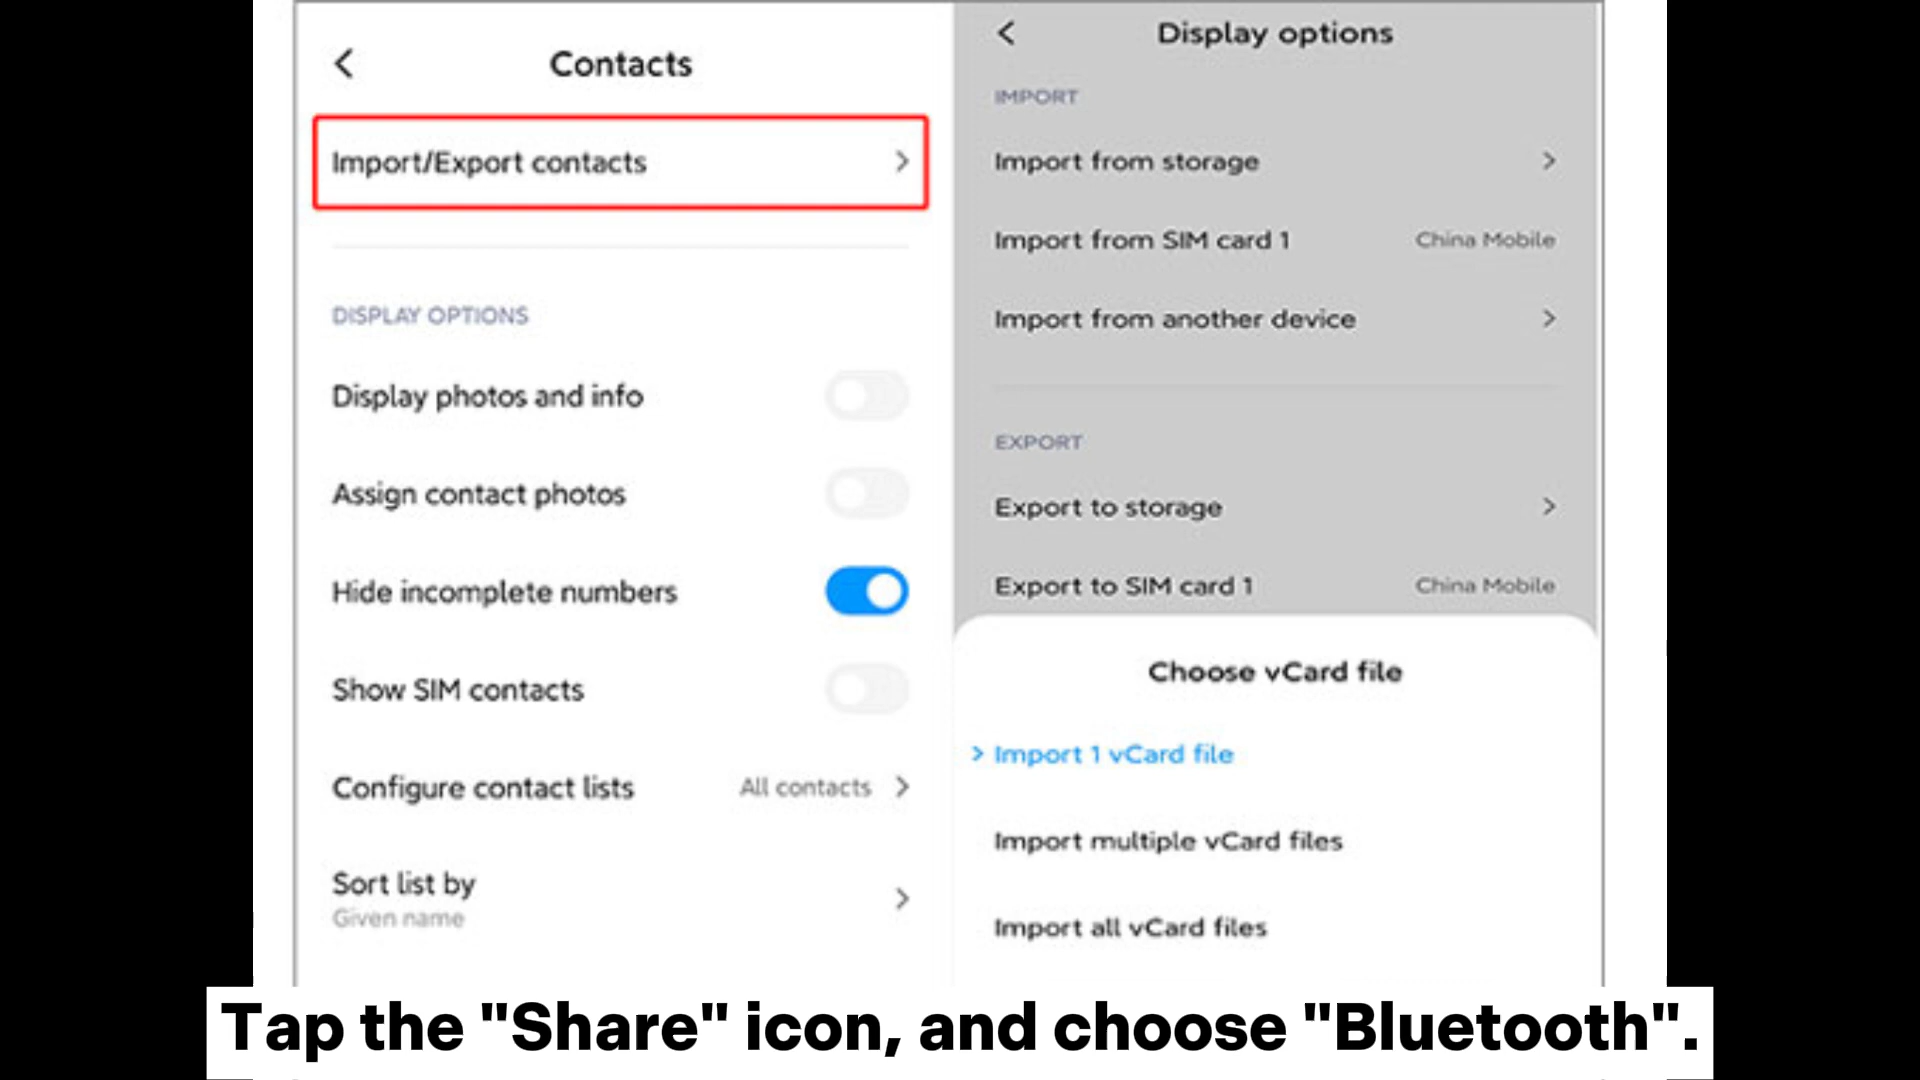 Contacts
Import/Export contacts
DISPLAY OPTIONS
Display photos and info
Assign contact photos
Hide incomplete numbers
Show SIM contacts
Configure contact lists All contacts
Sort list by
Given name
Display options
IMPORT
Import from storage
Import from SIM card 1 China Mobile
Import from another device
EXPORT
Export to storage
Export to SIM card 1 China Mobile
Choose vCard file
Import 1 vCard file
Import multiple vCard files
Import all vCard files
Tap the "Share" icon, and choose "Bluetooth".